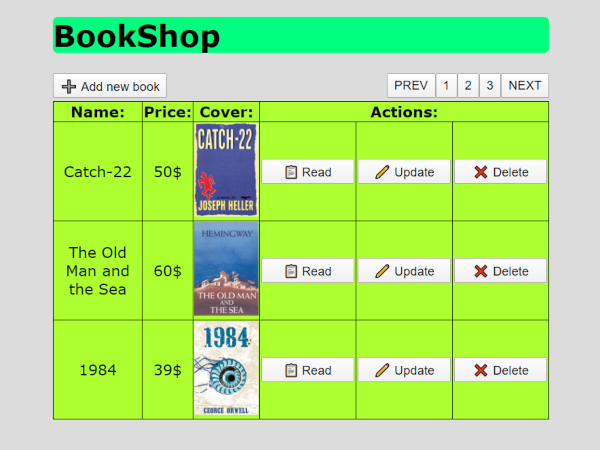 BookShop
Add new book
PREV 1 2 3 NEXT
Name: Price: Cover: Actions:
CATCH-22
JOSEPH HELLER
Catch-22 50$ Read Update Delete
HEMINGWAY
THE OLD MAN
AND
THE SEA
The Old
Man and
the Sea
60$ Read Update Delete
1984
GEORGE ORWELL
1984 39$ Read Update Delete